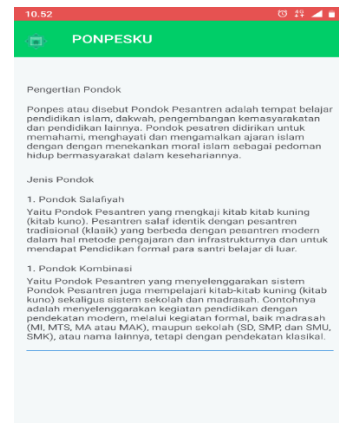 10.52
PONPESKU
Pengertian Pondok
Ponpes atau disebut Pondok Pesantren adalah tempat belajar
pendidikan islam, dakwah, pengembangan kemasyarakatan
dan pendidikan lainnya. Pondok pesatren didirikan untuk
memahami, menghayati dan mengamalkan ajaran islam
dengan dengan menekankan moral islam sebagai pedoman
hidup bermasyarakat dalam kesehariannya.
Jenis Pondok
1. Pondok Salafiyah
Yaitu Pondok Pesantren yang mengkaji kitab kitab kuning
(kitab kuno). Pesantren salaf identik dengan pesantren
tradisional (klasik) yang berbeda dengan pesantren modern
dalam hal metode pengajaran dan infrastrukturnya dan untuk
mendapat Pendidikan formal para santri belajar di luar.
1. Pondok Kombinasi
Yaitu Pondok Pesantren yang menyelenggarakan sistem
Pondok Pesantren juga mempelajari kitab-kitab kuning (kitab
kuno) sekaligus sistem sekolah dan madrasah. Contohnya
adalah menyelenggarakan kegiatan pendidikan dengan
pendekatan modern, melalui kegiatan formal, baik madrasah
(MI, MTS, MA atau MAK), maupun sekolah (SD, SMP, dan SMU,
SMK), atau nama lainnya, tetapi dengan pendekatan klasikal.